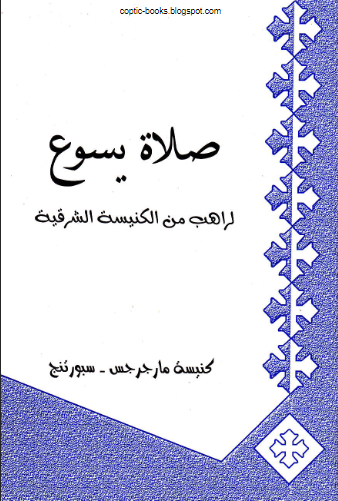 coptic-books.blogspot.com
صلاة يسوع
لراهب من الكنيسة الشرقية
كنيسة مارجرجس - سبورتنج